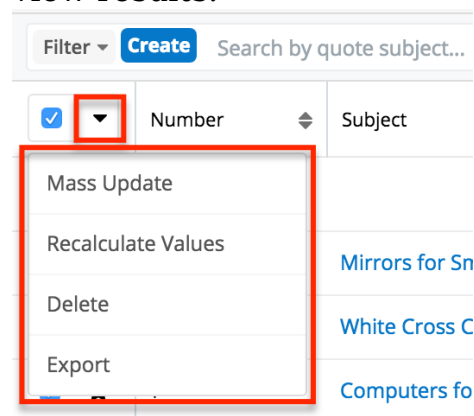 Filter Create Search by quote subject...
Number Subject
Mass Update
Recalculate Values
Mirrors for Sm
Delete
White Cross C
Export
Computers fo